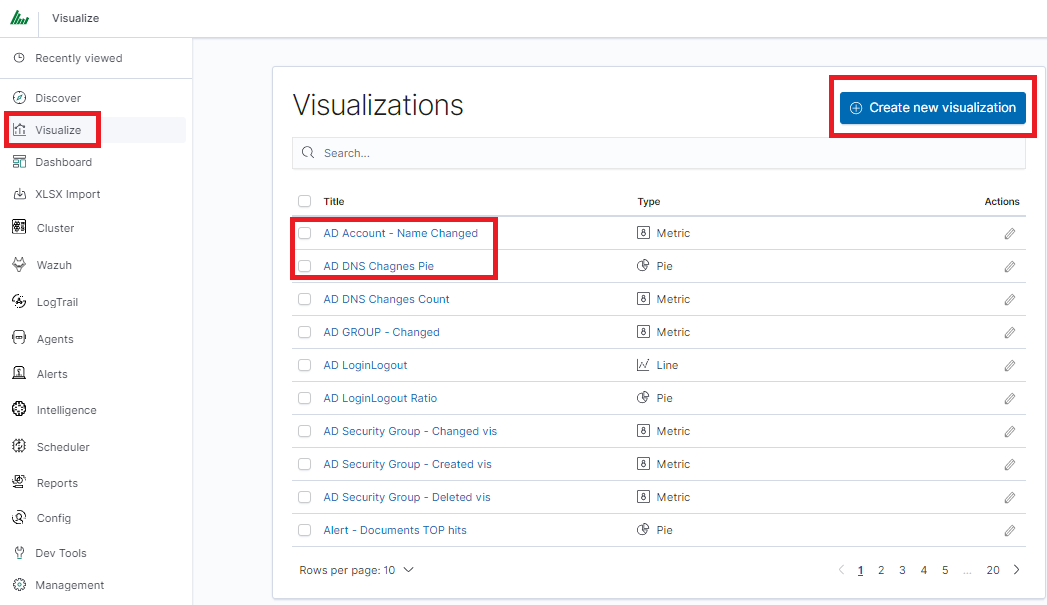 Visualize
Recently viewed
Discover
Visualize
Dashboard
XLSX Import
Cluster
Wazuh
LogTrail
Agents
Alerts
Intelligence
Scheduler
Reports
Config
Dev Tools
Management
Visualizations
Create new visualization
Search...
Title Type Actions
AD Account - Name Changed Metric
AD DNS Chagnes Pie Pie
AD DNS Changes Count Metric
AD GROUP - Changed Metric
AD LoginLogout Line
AD LoginLogout Ratio Pie
AD Security Group - Changed vis Metric
AD Security Group - Created vis Metric
AD Security Group - Deleted vis Metric
Alert - Documents TOP hits Pie
Rows per page: 10 1 2 3 4 5 ... 20